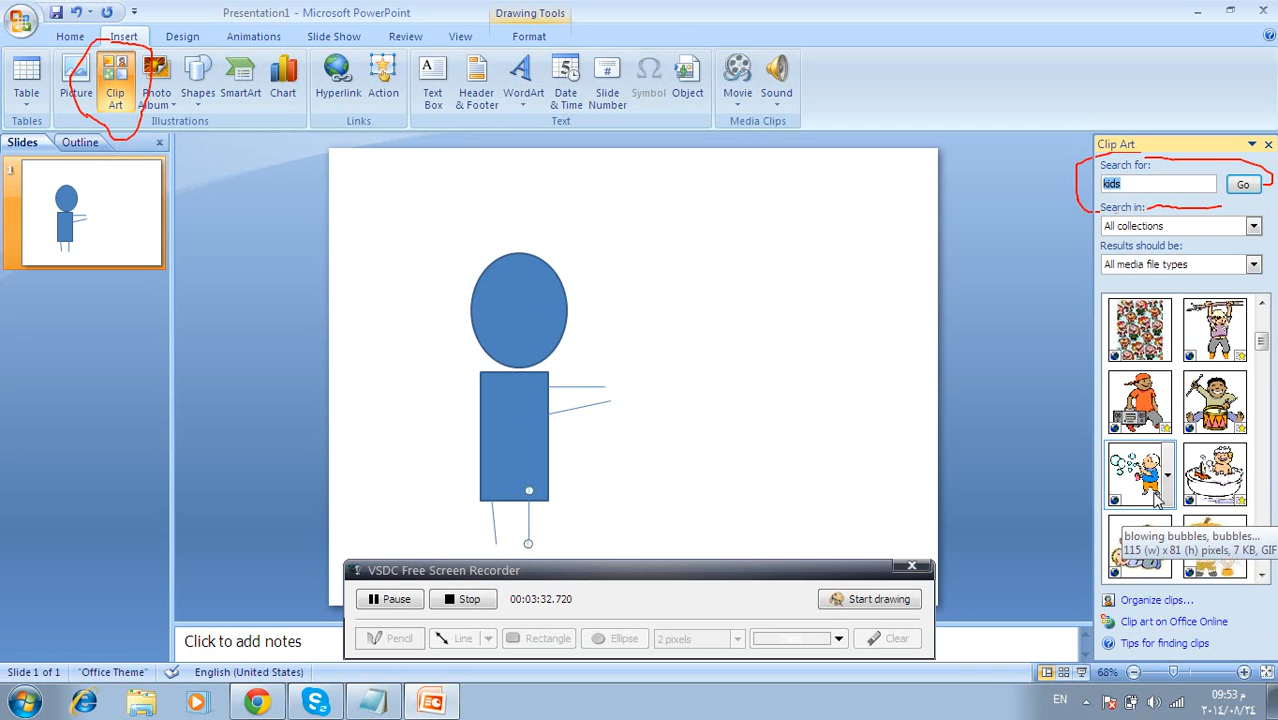 Presentation1 - Microsoft PowerPoint
Drawing Tools
Home
Insert
Design
Animations
Slide Show
Review
View
Format
Table
Picture
Clip
Art
Photo
Album
Shapes
SmartArt
Chart
Hyperlink
Action
Text
Box
Header
& Footer
WordArt
Date
& Time
Slide
Number
Symbol
Object
Movie
Sound
Tables
Illustrations
Links
Text
Media Clips
Slides
Outline
1
Clip Art
Search for:
kids
Go
Search in:
All collections
Results should be:
All media file types
blowing bubbles, bubbles...
115 (w) x 81 (h) pixels, 7 KB, GIF
Organize clips...
Clip art on Office Online
Tips for finding clips
VSDC Free Screen Recorder
Pause
Stop
00:03:32.720
Start drawing
Pencil
Line
Rectangle
Ellipse
2 pixels
Clear
Click to add notes
Slide 1 of 1
"Office Theme"
English (United States)
68%
EN
09:53 م
٢٠١٤/٠٨/٢٤